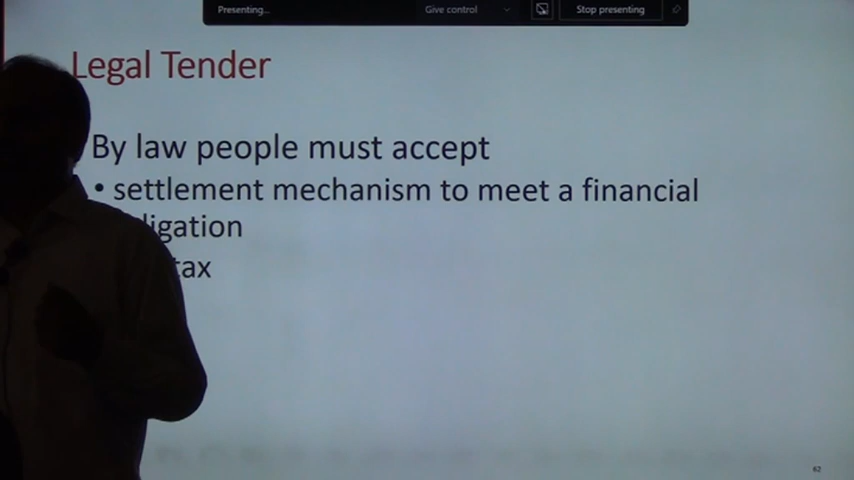 Presenting...
Give control
Stop presenting
Legal Tender
By law people must accept
• settlement mechanism to meet a financial
ligation
tax
62